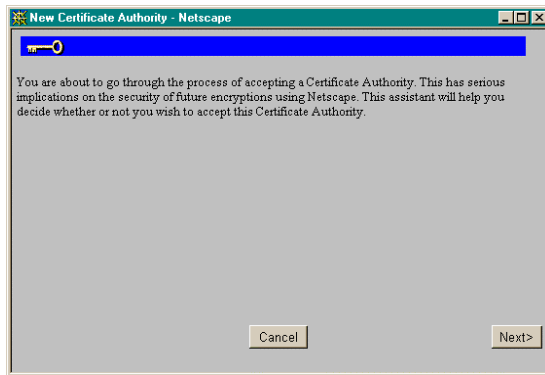 New Certificate Authority - Netscape
You are about to go through the process of accepting a Certificate Authority. This has serious
implications on the security of future encryptions using Netscape. This assistant will help you
decide whether or not you wish to accept this Certificate Authority.
Cancel
Next>